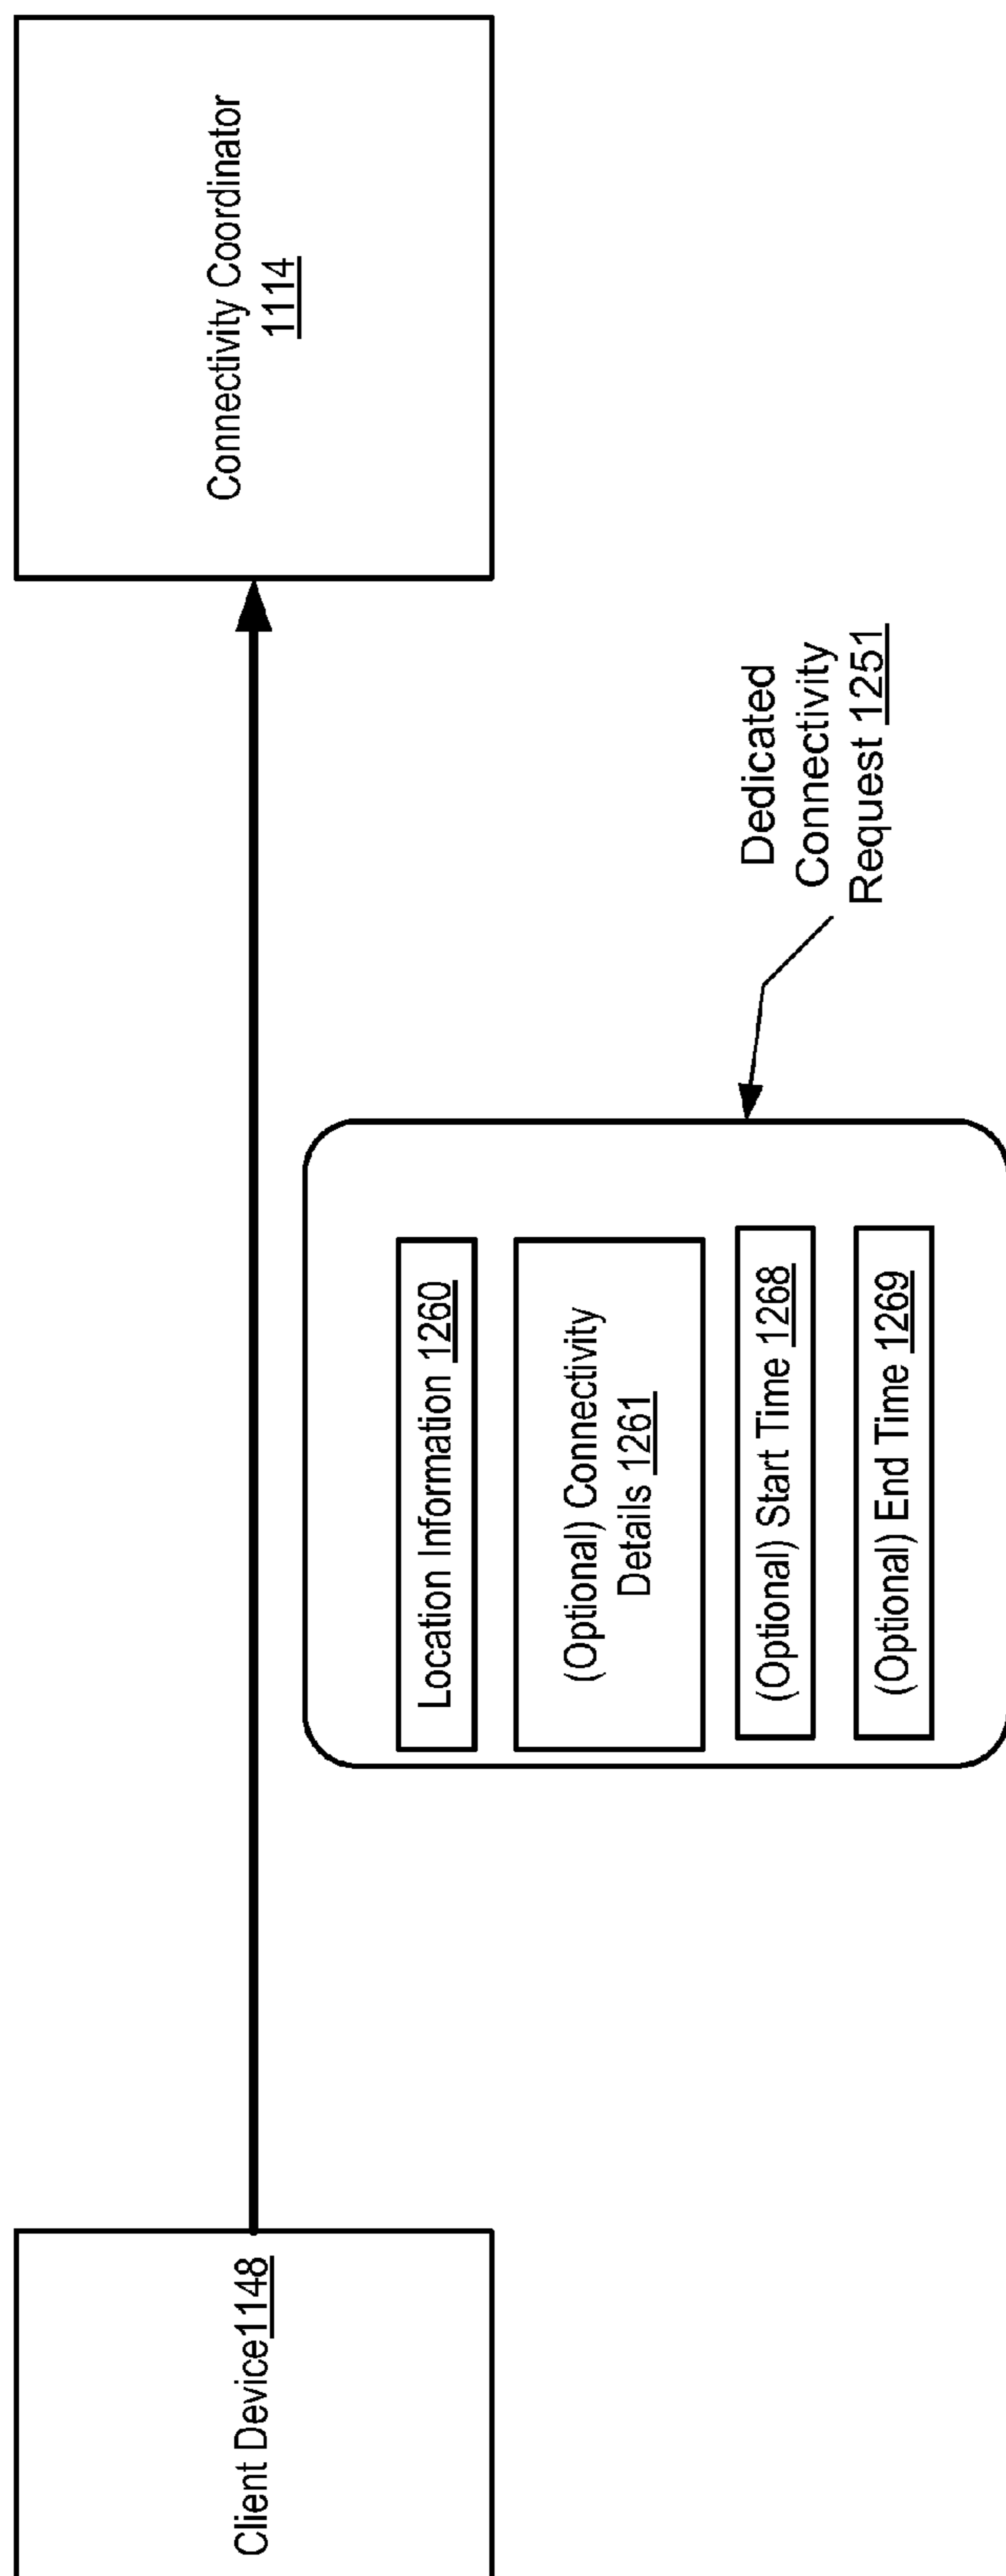 Client Device1148
Connectivity Coordinator
1114
Location Information 1260
(Optional) Connectivity
Details 1261
(Optional) Start Time 1268
(Optional) End Time 1269
Dedicated
Connectivity
Request 1251